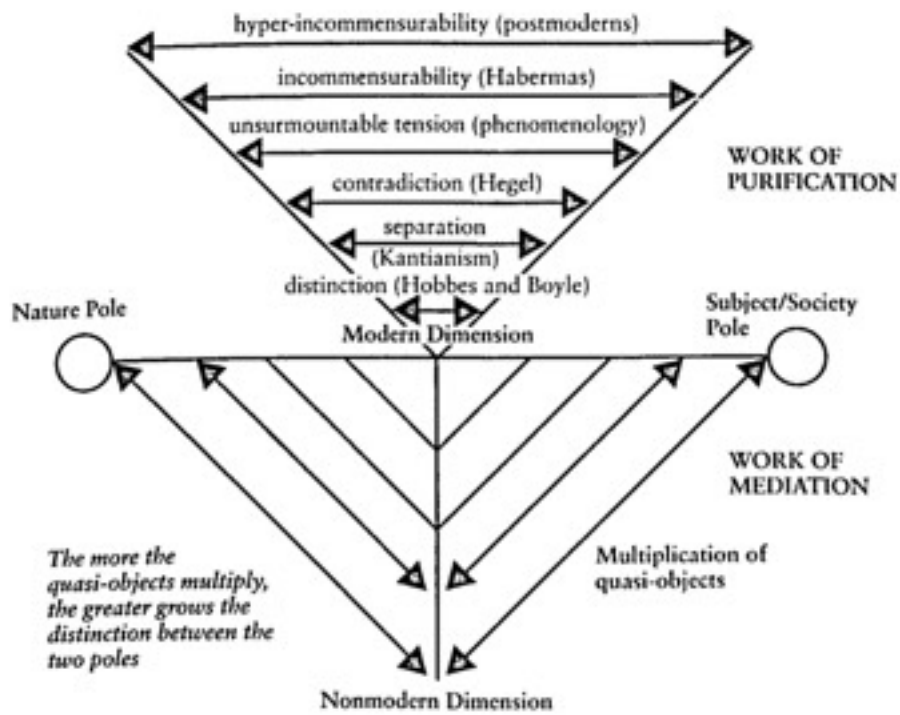 hyper-incommensurability (postmoderns)
incommensurability (Habermas)
unsurmountable tension (phenomenology)
WORK OF
PURIFICATION
contradiction (Hegel)
separation
(Kantianism)
distinction (Hobbes and Boyle)
Nature Pole
Subject/Society
Pole
Modern Dimension
WORK OF
MEDIATION
The more the
quasi-objects multiply,
the greater grows the
distinction between the
two poles
Multiplication of
quasi-objects
Nonmodern Dimension